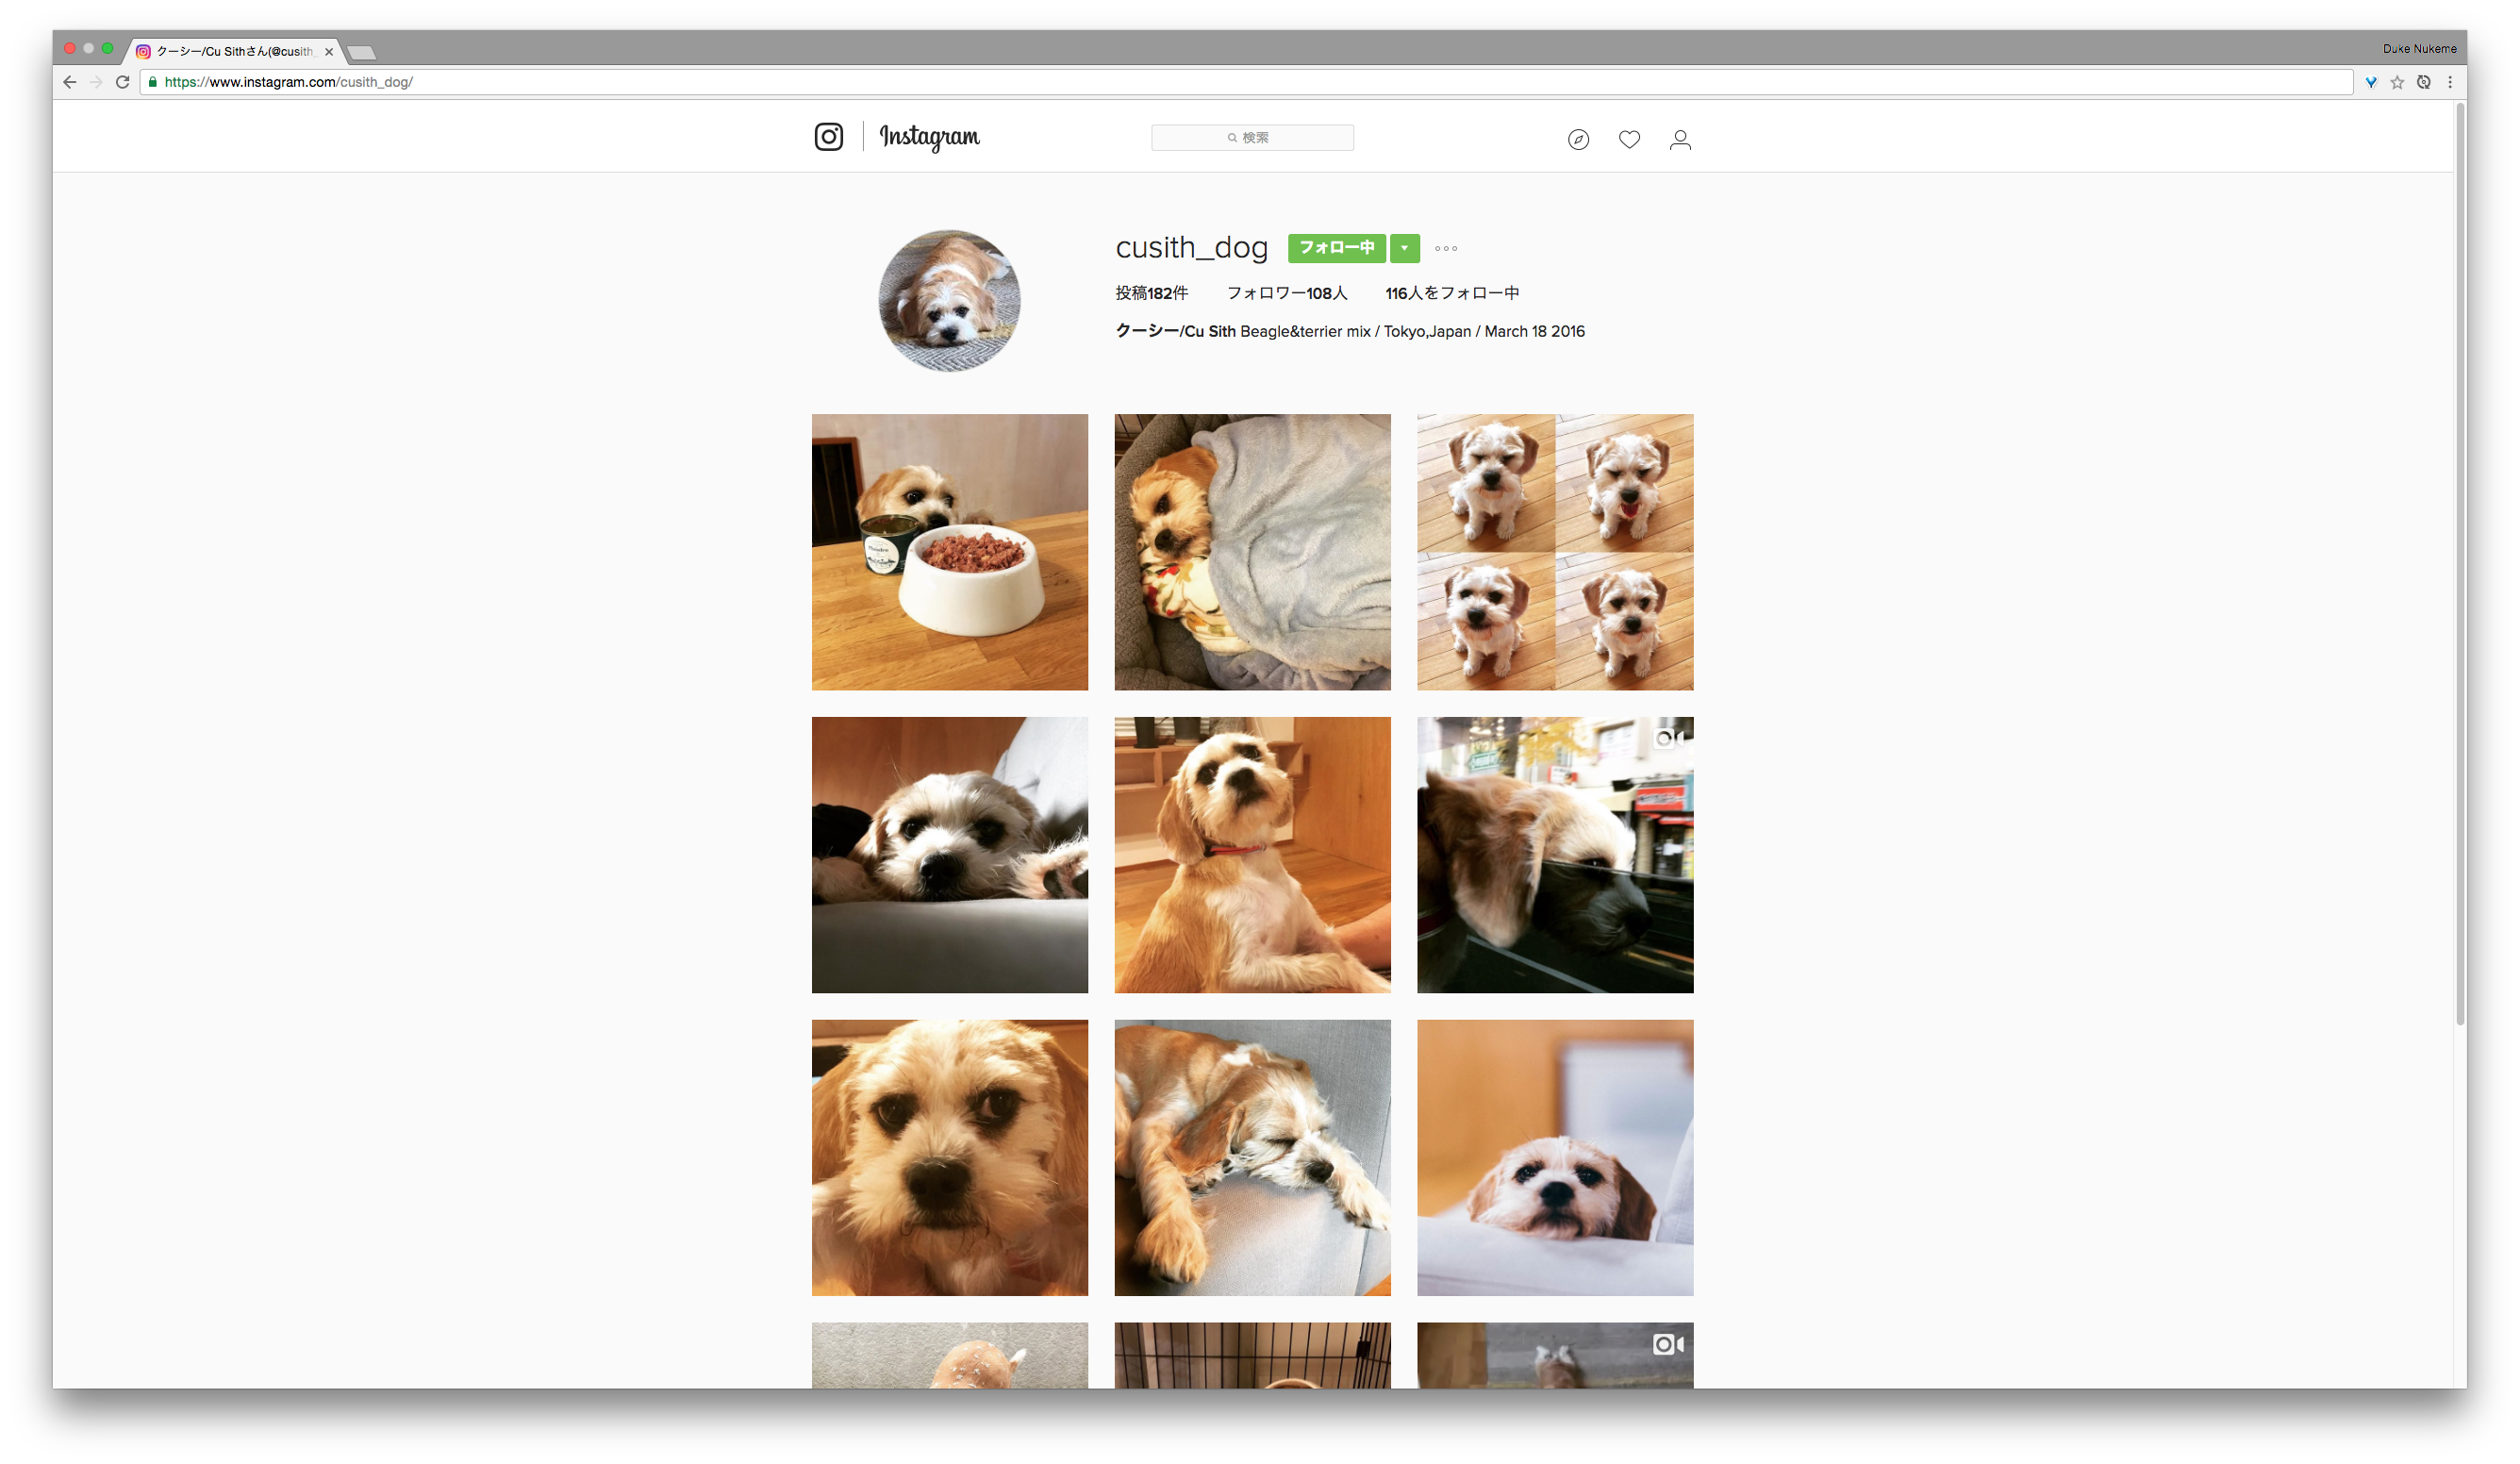 クーシー/Cu Sithさん(@cusith_
Duke Nukeme
https://www.instagram.com/cusith_dog/
Instagram
検索
cusith_dog フォロー中
投稿182件 フォロワー108人 116人をフォロー中
クーシー/Cu Sith Beagle&terrier mix / Tokyo,Japan / March 18 2016